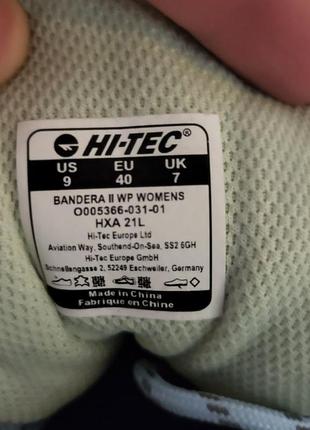 HI-TEC®
US EU UK
9 40 7
BANDERA II WP WOMENS
O005366-031-01
HXA 21L
Hi-Tec Europe Ltd
Aviation Way, Southend-On-Sea, SS2 6GH
Hi-Tec Europe GmbH
Schnellengasse 2, 52249 Eschweiler, Germany
Made in China
Fabrique en Chine